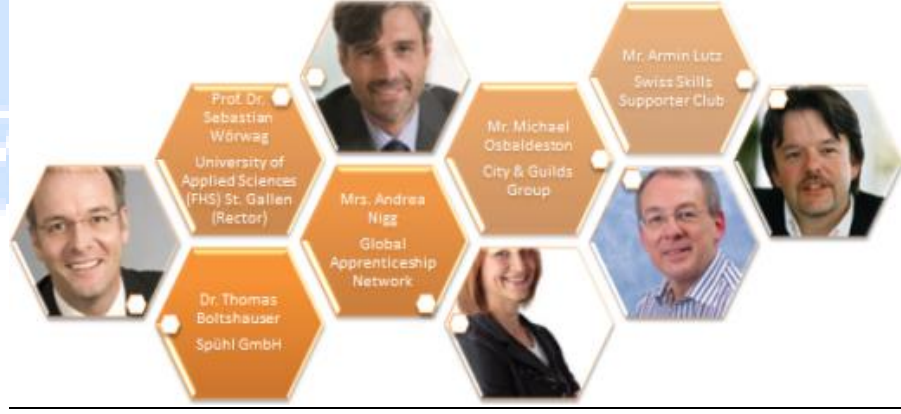 Prof. Dr.
Sebastian
Wörwag
University of
Applied Sciences
(FHS) St. Gallen
(Rector)
Dr. Thomas
Boltshauser
Spühl GmbH
Mrs. Andrea
Nigg
Global
Apprenticeship
Network
Mr. Michael
Osbaldeston
City & Guilds
Group
Mr. Armin Lutz
Swiss Skills
Supporter Club